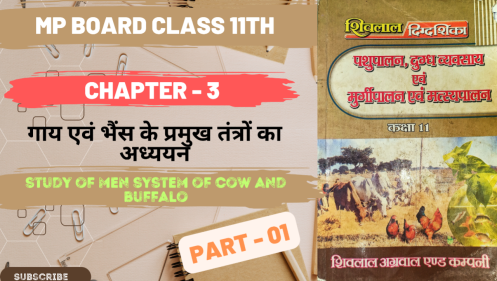 MP BOARD CLASS 11TH
CHAPTER - 3
गाय एवं भैंस के प्रमुख तंत्रों का
अध्ययन
STUDY OF MEN SYSTEM OF COW AND
BUFFALO
PART - 01
SUBSCRIBE
शिवलाल दिग्दर्शिका
पशुपालन, दुग्ध व्यवसाय
एवं
मुर्गीपालन एवं मत्स्यपालन
कक्षा 11
शिवलाल अग्रवाल एण्ड कम्पनी